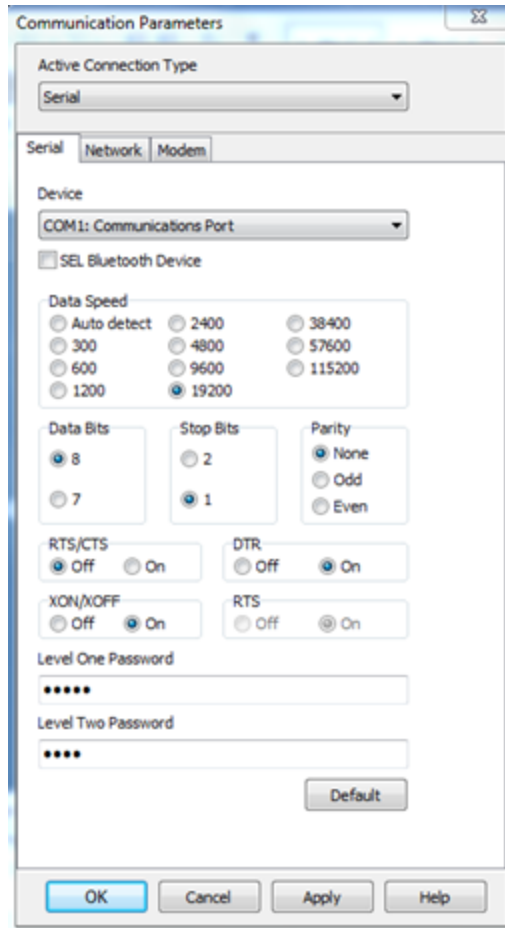 Communication Parameters
Active Connection Type
Serial
Serial Network Modem
Device
COM1: Communications Port
SEL Bluetooth Device
Data Speed
Auto detect 2400 38400
300 4800 57600
600 9600 115200
1200 19200
Data Bits Stop Bits Parity
8 2 None
7 1 Odd
Even
RTS/CTS DTR
Off On Off On
XON/XOFF RTS
Off On Off On
Level One Password
•••••
Level Two Password
••••
Default
OK Cancel Apply Help